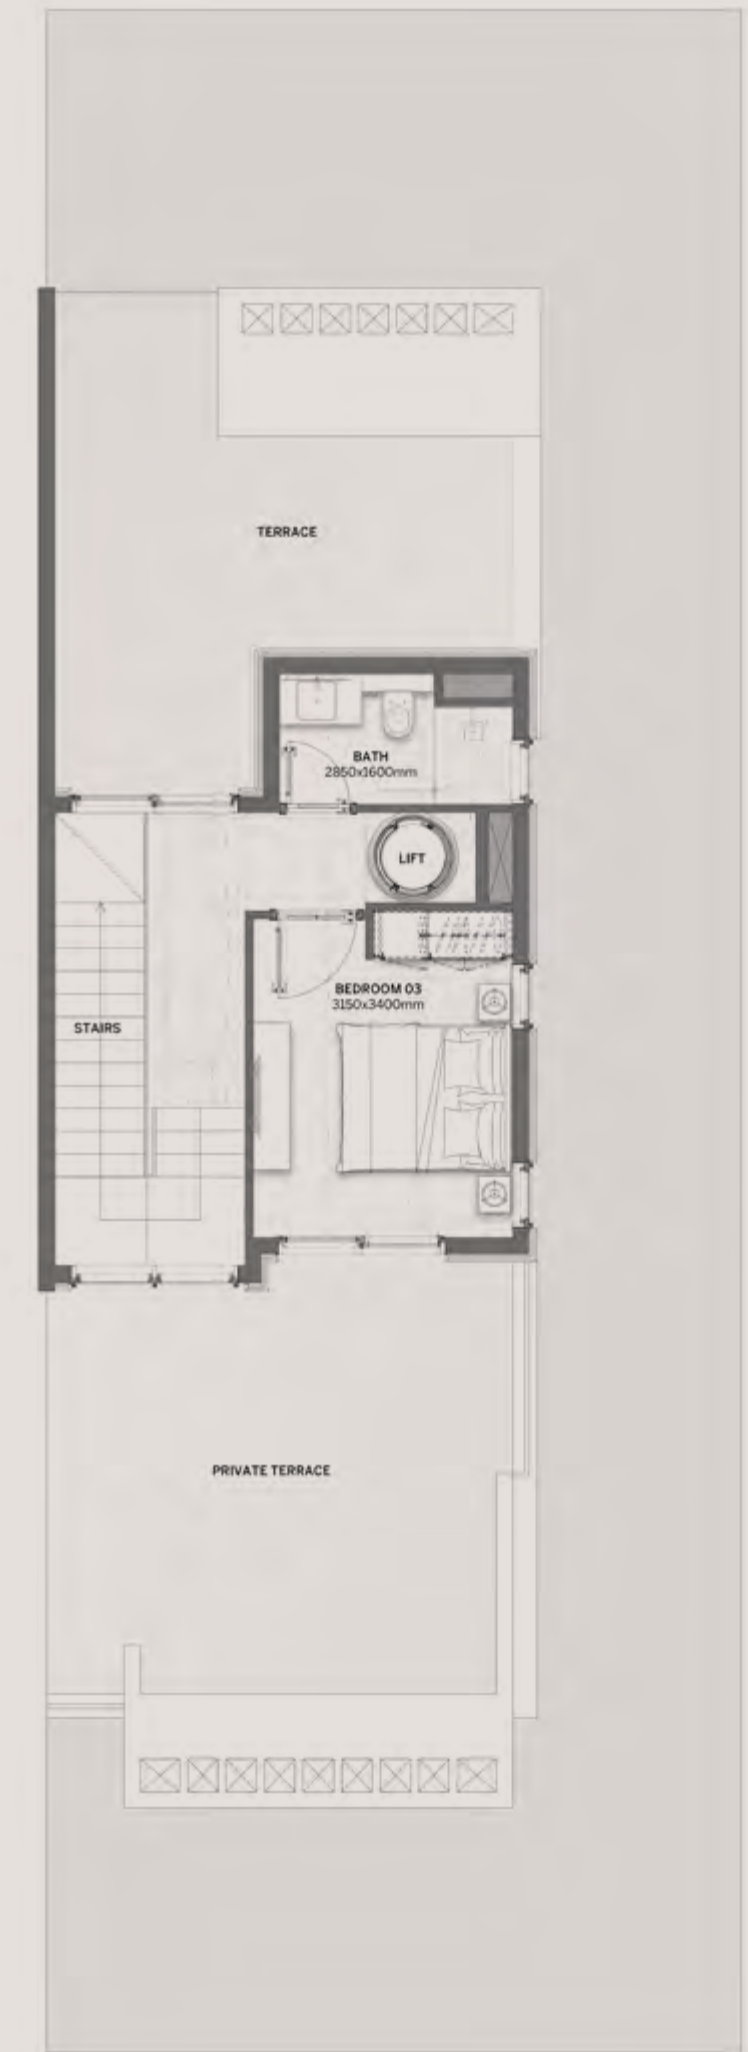 TERRACE
BATH
2850x1600mm
LIFT
BEDROOM 03
3150x3400mm
STAIRS
PRIVATE TERRACE